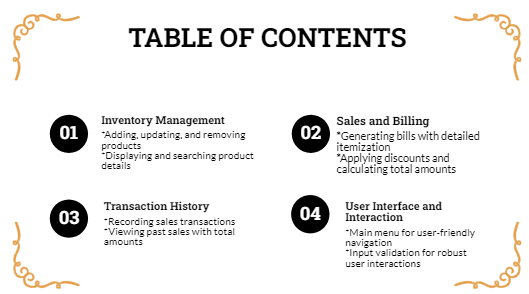 TABLE OF CONTENTS
01
Inventory Management
*Adding, updating, and removing
products
*Displaying and searching product
details
02
Sales and Billing
*Generating bills with detailed
itemization
*Applying discounts and
calculating total amounts
03
Transaction History
*Recording sales transactions
*Viewing past sales with total
amounts
04
User Interface and
Interaction
*Main menu for user-friendly
navigation
*Input validation for robust
user interactions